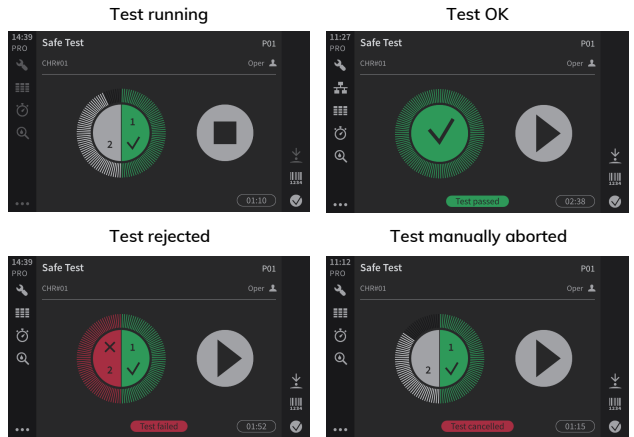 Test running
14:39
PRO
Safe Test
P01
CHR#01
Oper
1
2
1234
01:10
Test OK
11:27
PRO
Safe Test
P01
CHR#01
Oper
1234
Test passed
02:38
Test rejected
14:39
PRO
Safe Test
P01
CHR#01
Oper
1
2
1234
Test failed
01:52
Test manually aborted
11:12
PRO
Safe Test
P01
CHR#01
Oper
1
2
1234
Test cancelled
01:15